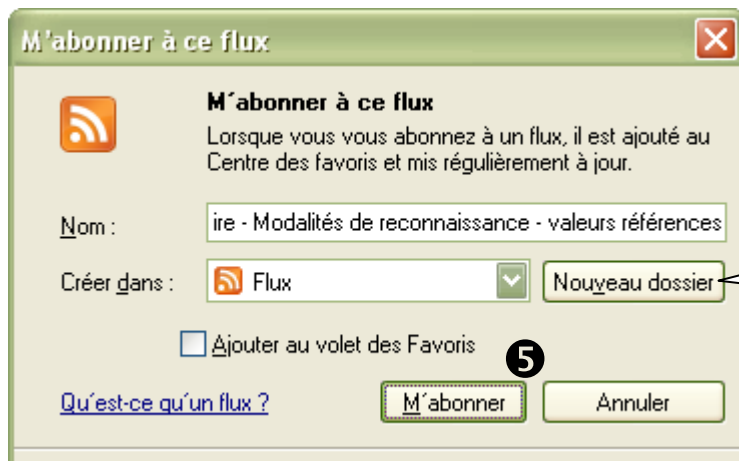 M'abonner à ce flux
M´abonner à ce flux
Lorsque vous vous abonnez à un flux, il est ajouté au
Centre des favoris et mis régulièrement à jour.
Nom :
ire - Modalités de reconnaissance - valeurs références
Créer dans :
Flux
Nouveau dossier
Ajouter au volet des Favoris
❺
Qu´est-ce qu´un flux ?
M´abonner
Annuler